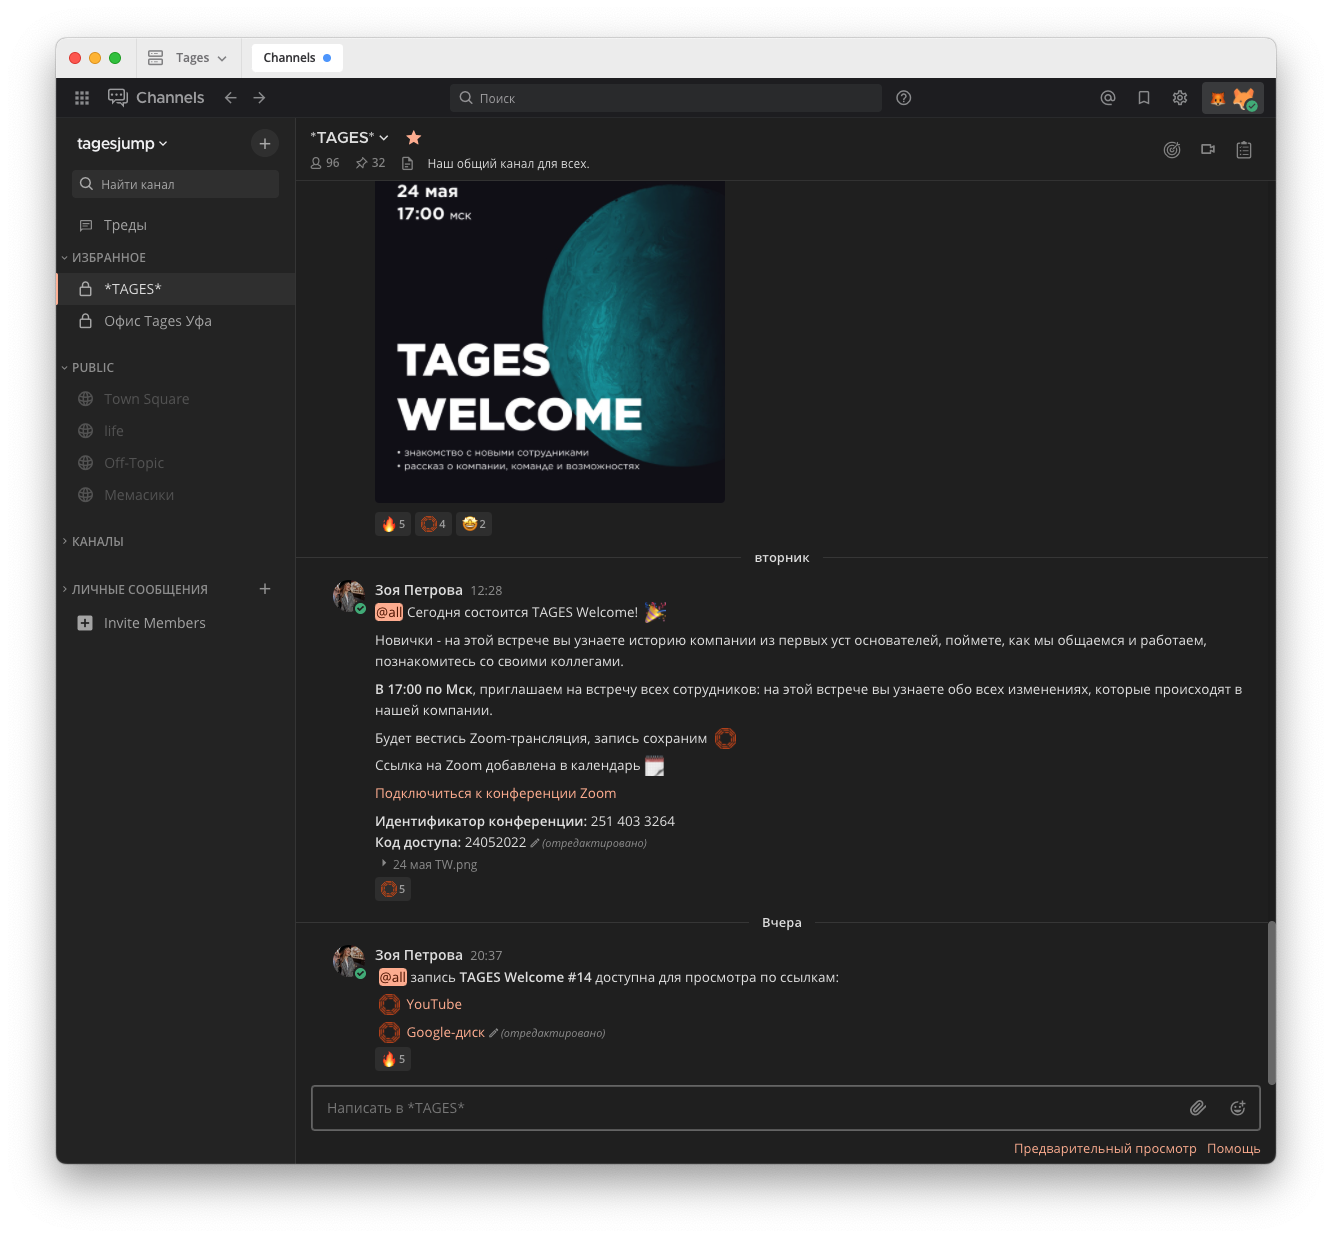 Tages
Channels
Channels
Поиск
tagesjump
Найти канал
Треды
ИЗБРАННОЕ
*TAGES*
Офис Tages Уфа
PUBLIC
Town Square
life
Off-Topic
Мемасики
КАНАЛЫ
ЛИЧНЫЕ СООБЩЕНИЯ
Invite Members
*TAGES*
96 32 Наш общий канал для всех.
24 мая
17:00 МСК
TAGES
WELCOME
• знакомство с новыми сотрудниками
• рассказ о компании, команде и возможностях
5 4 2
вторник
Зоя Петрова 12:28
@all Сегодня состоится TAGES Welcome!
Новички - на этой встрече вы узнаете историю компании из первых уст основателей, поймете, как мы общаемся и работаем,
познакомитесь со своими коллегами.
В 17:00 по Мск, приглашаем на встречу всех сотрудников: на этой встрече вы узнаете обо всех изменениях, которые происходят в
нашей компании.
Будет вестись Zoom-трансляция, запись сохраним
Ссылка на Zoom добавлена в календарь
Подключиться к конференции Zoom
Идентификатор конференции: 251 403 3264
Код доступа: 24052022 (отредактировано)
24 мая TW.png
5
Вчера
Зоя Петрова 20:37
@all запись TAGES Welcome #14 доступна для просмотра по ссылкам:
YouTube
Google-диск (отредактировано)
5
Написать в *TAGES*
Предварительный просмотр Помощь